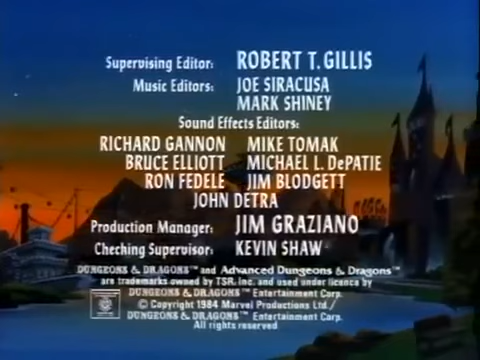 Supervising Editor: ROBERT T. GILLIS
Music Editors: JOE SIRACUSA
MARK SHINEY
Sound Effects Editors:
RICHARD GANNON MIKE TOMAK
BRUCE ELLIOTT MICHAEL L. DePATIE
RON FEDELE JIM BLODGETT
JOHN DETRA
Production Manager: JIM GRAZIANO
Checking Supervisor: KEVIN SHAW
DUNGEONS & DRAGONS™ and Advanced Dungeons & Dragons™
are trademarks owned by TSR, Inc. and used under licence by
DUNGEONS & DRAGONS™ Entertainment Corp.
© Copyright 1984 Marvel Productions Ltd./
DUNGEONS & DRAGONS™ Entertainment Corp.
All rights reserved